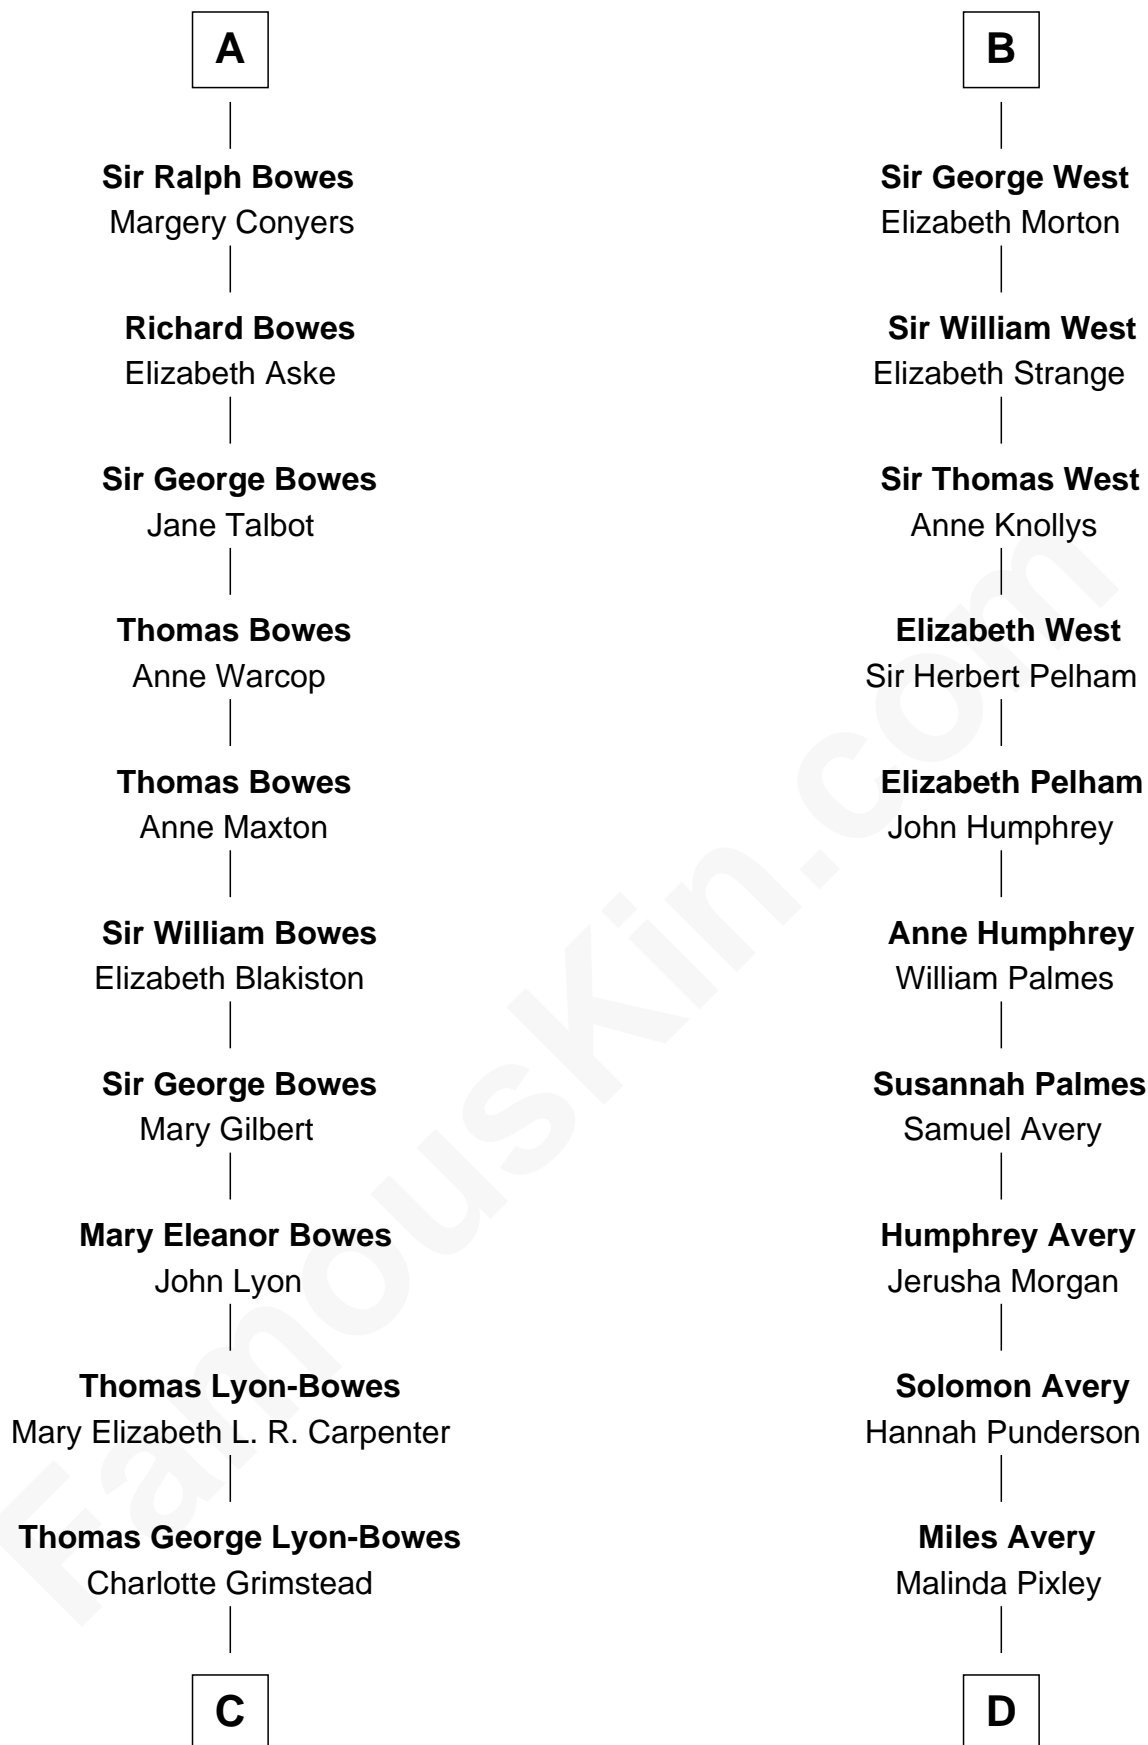 A
Sir Ralph Bowes
Margery Conyers
Richard Bowes
Elizabeth Aske
Sir George Bowes
Jane Talbot
Thomas Bowes
Anne Warcop
Thomas Bowes
Anne Maxton
Sir William Bowes
Elizabeth Blakiston
Sir George Bowes
Mary Gilbert
Mary Eleanor Bowes
John Lyon
Thomas Lyon-Bowes
Mary Elizabeth L. R. Carpenter
Thomas George Lyon-Bowes
Charlotte Grimstead
C
B
Sir George West
Elizabeth Morton
Sir William West
Elizabeth Strange
Sir Thomas West
Anne Knollys
Elizabeth West
Sir Herbert Pelham
Elizabeth Pelham
John Humphrey
Anne Humphrey
William Palmes
Susannah Palmes
Samuel Avery
Humphrey Avery
Jerusha Morgan
Solomon Avery
Hannah Punderson
Miles Avery
Malinda Pixley
D
FamousKin.com